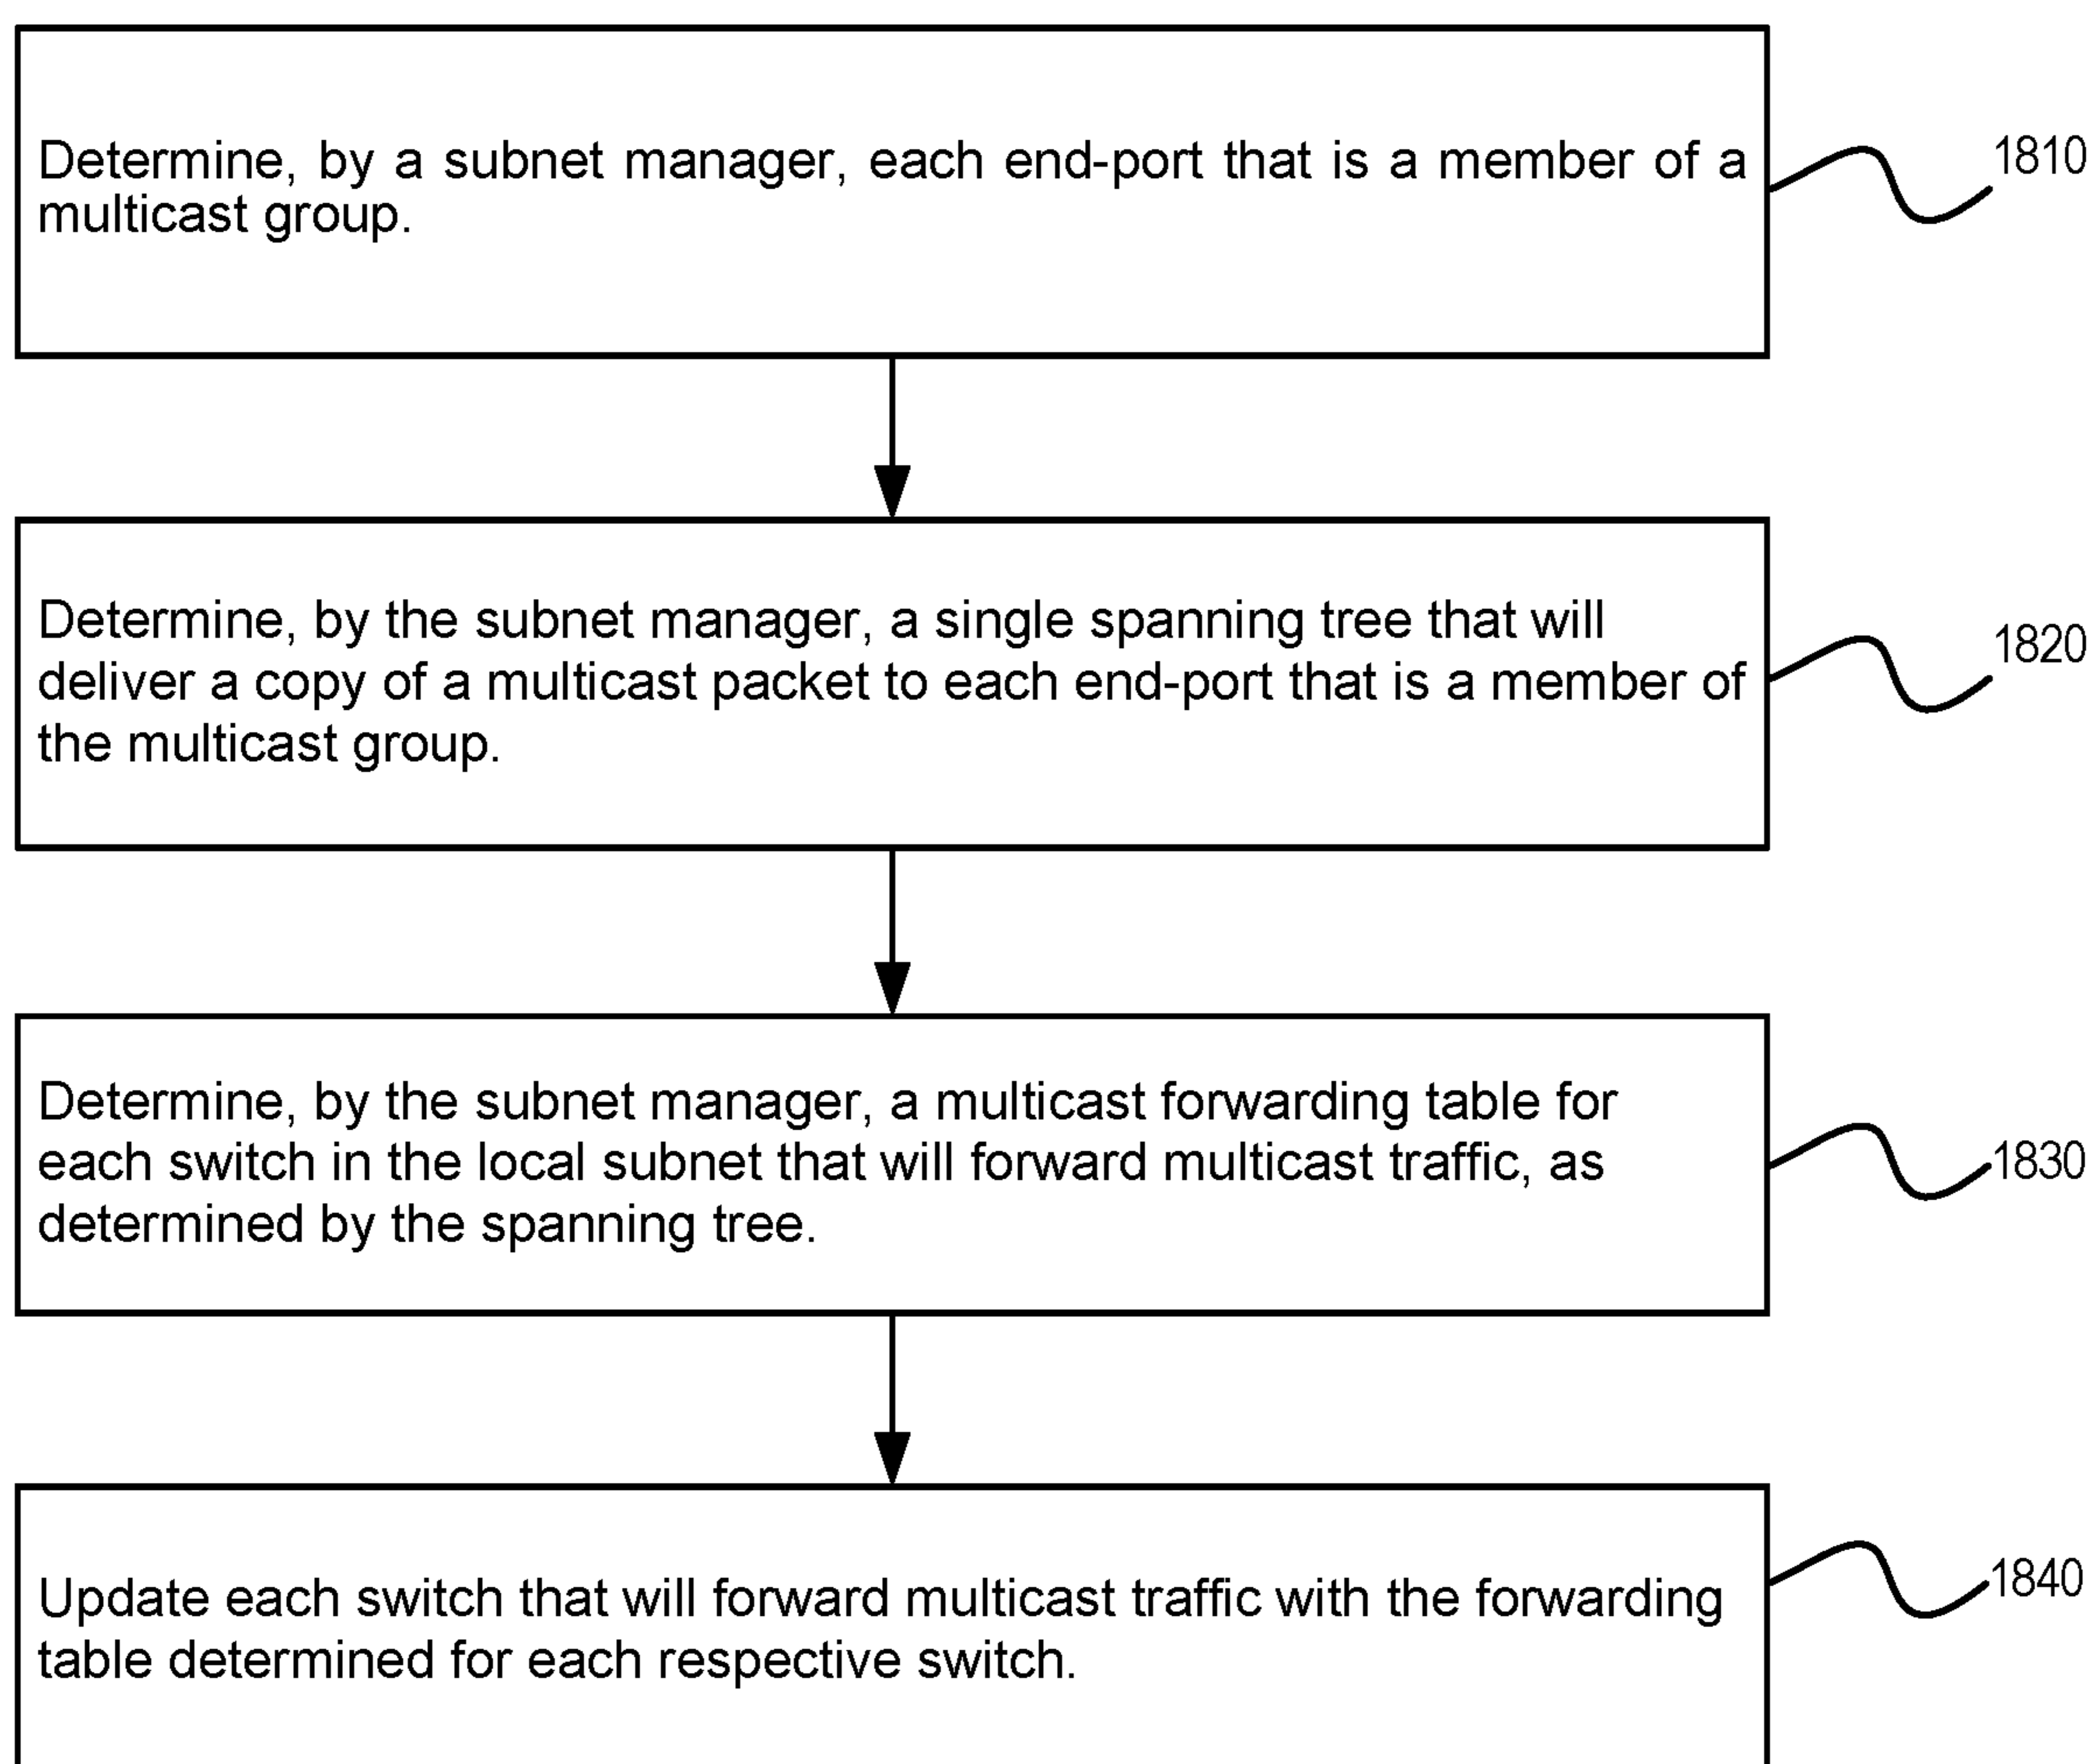 Determine, by a subnet manager, each end-port that is a member of a
multicast group.
1810
Determine, by the subnet manager, a single spanning tree that will
deliver a copy of a multicast packet to each end-port that is a member of
the multicast group.
1820
Determine, by the subnet manager, a multicast forwarding table for
each switch in the local subnet that will forward multicast traffic, as
determined by the spanning tree.
1830
Update each switch that will forward multicast traffic with the forwarding
table determined for each respective switch.
1840